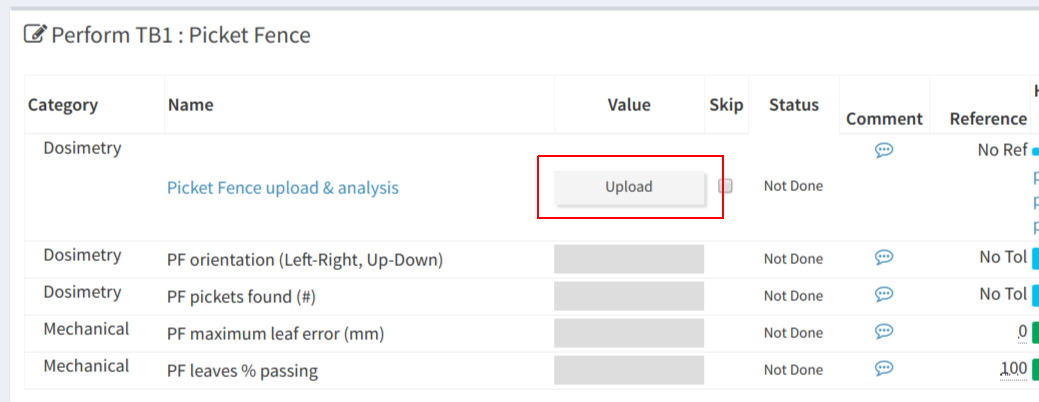 Perform TB1 : Picket Fence
Category Name Value Skip Status Comment Reference
Dosimetry No Ref
Picket Fence upload & analysis Upload Not Done
Dosimetry PF orientation (Left-Right, Up-Down) Not Done No Tol
Dosimetry PF pickets found (#) Not Done No Tol
Mechanical PF maximum leaf error (mm) Not Done 0
Mechanical PF leaves % passing Not Done 100